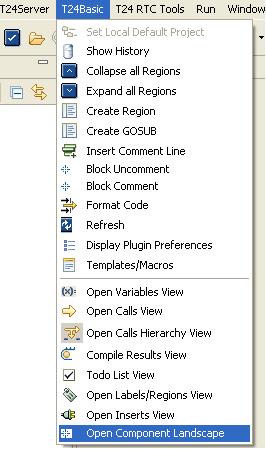 T24Server T24Basic T24 RTC Tools Run Window
Set Local Default Project
Show History
Collapse all Regions
Expand all Regions
Create Region
Create GOSUB
Insert Comment Line
Block Uncomment
Block Comment
Format Code
Refresh
Display Plugin Preferences
Templates/Macros
Open Variables View
Open Calls View
Open Calls Hierarchy View
Compile Results View
Todo List View
Open Labels/Regions View
Open Inserts View
Open Component Landscape